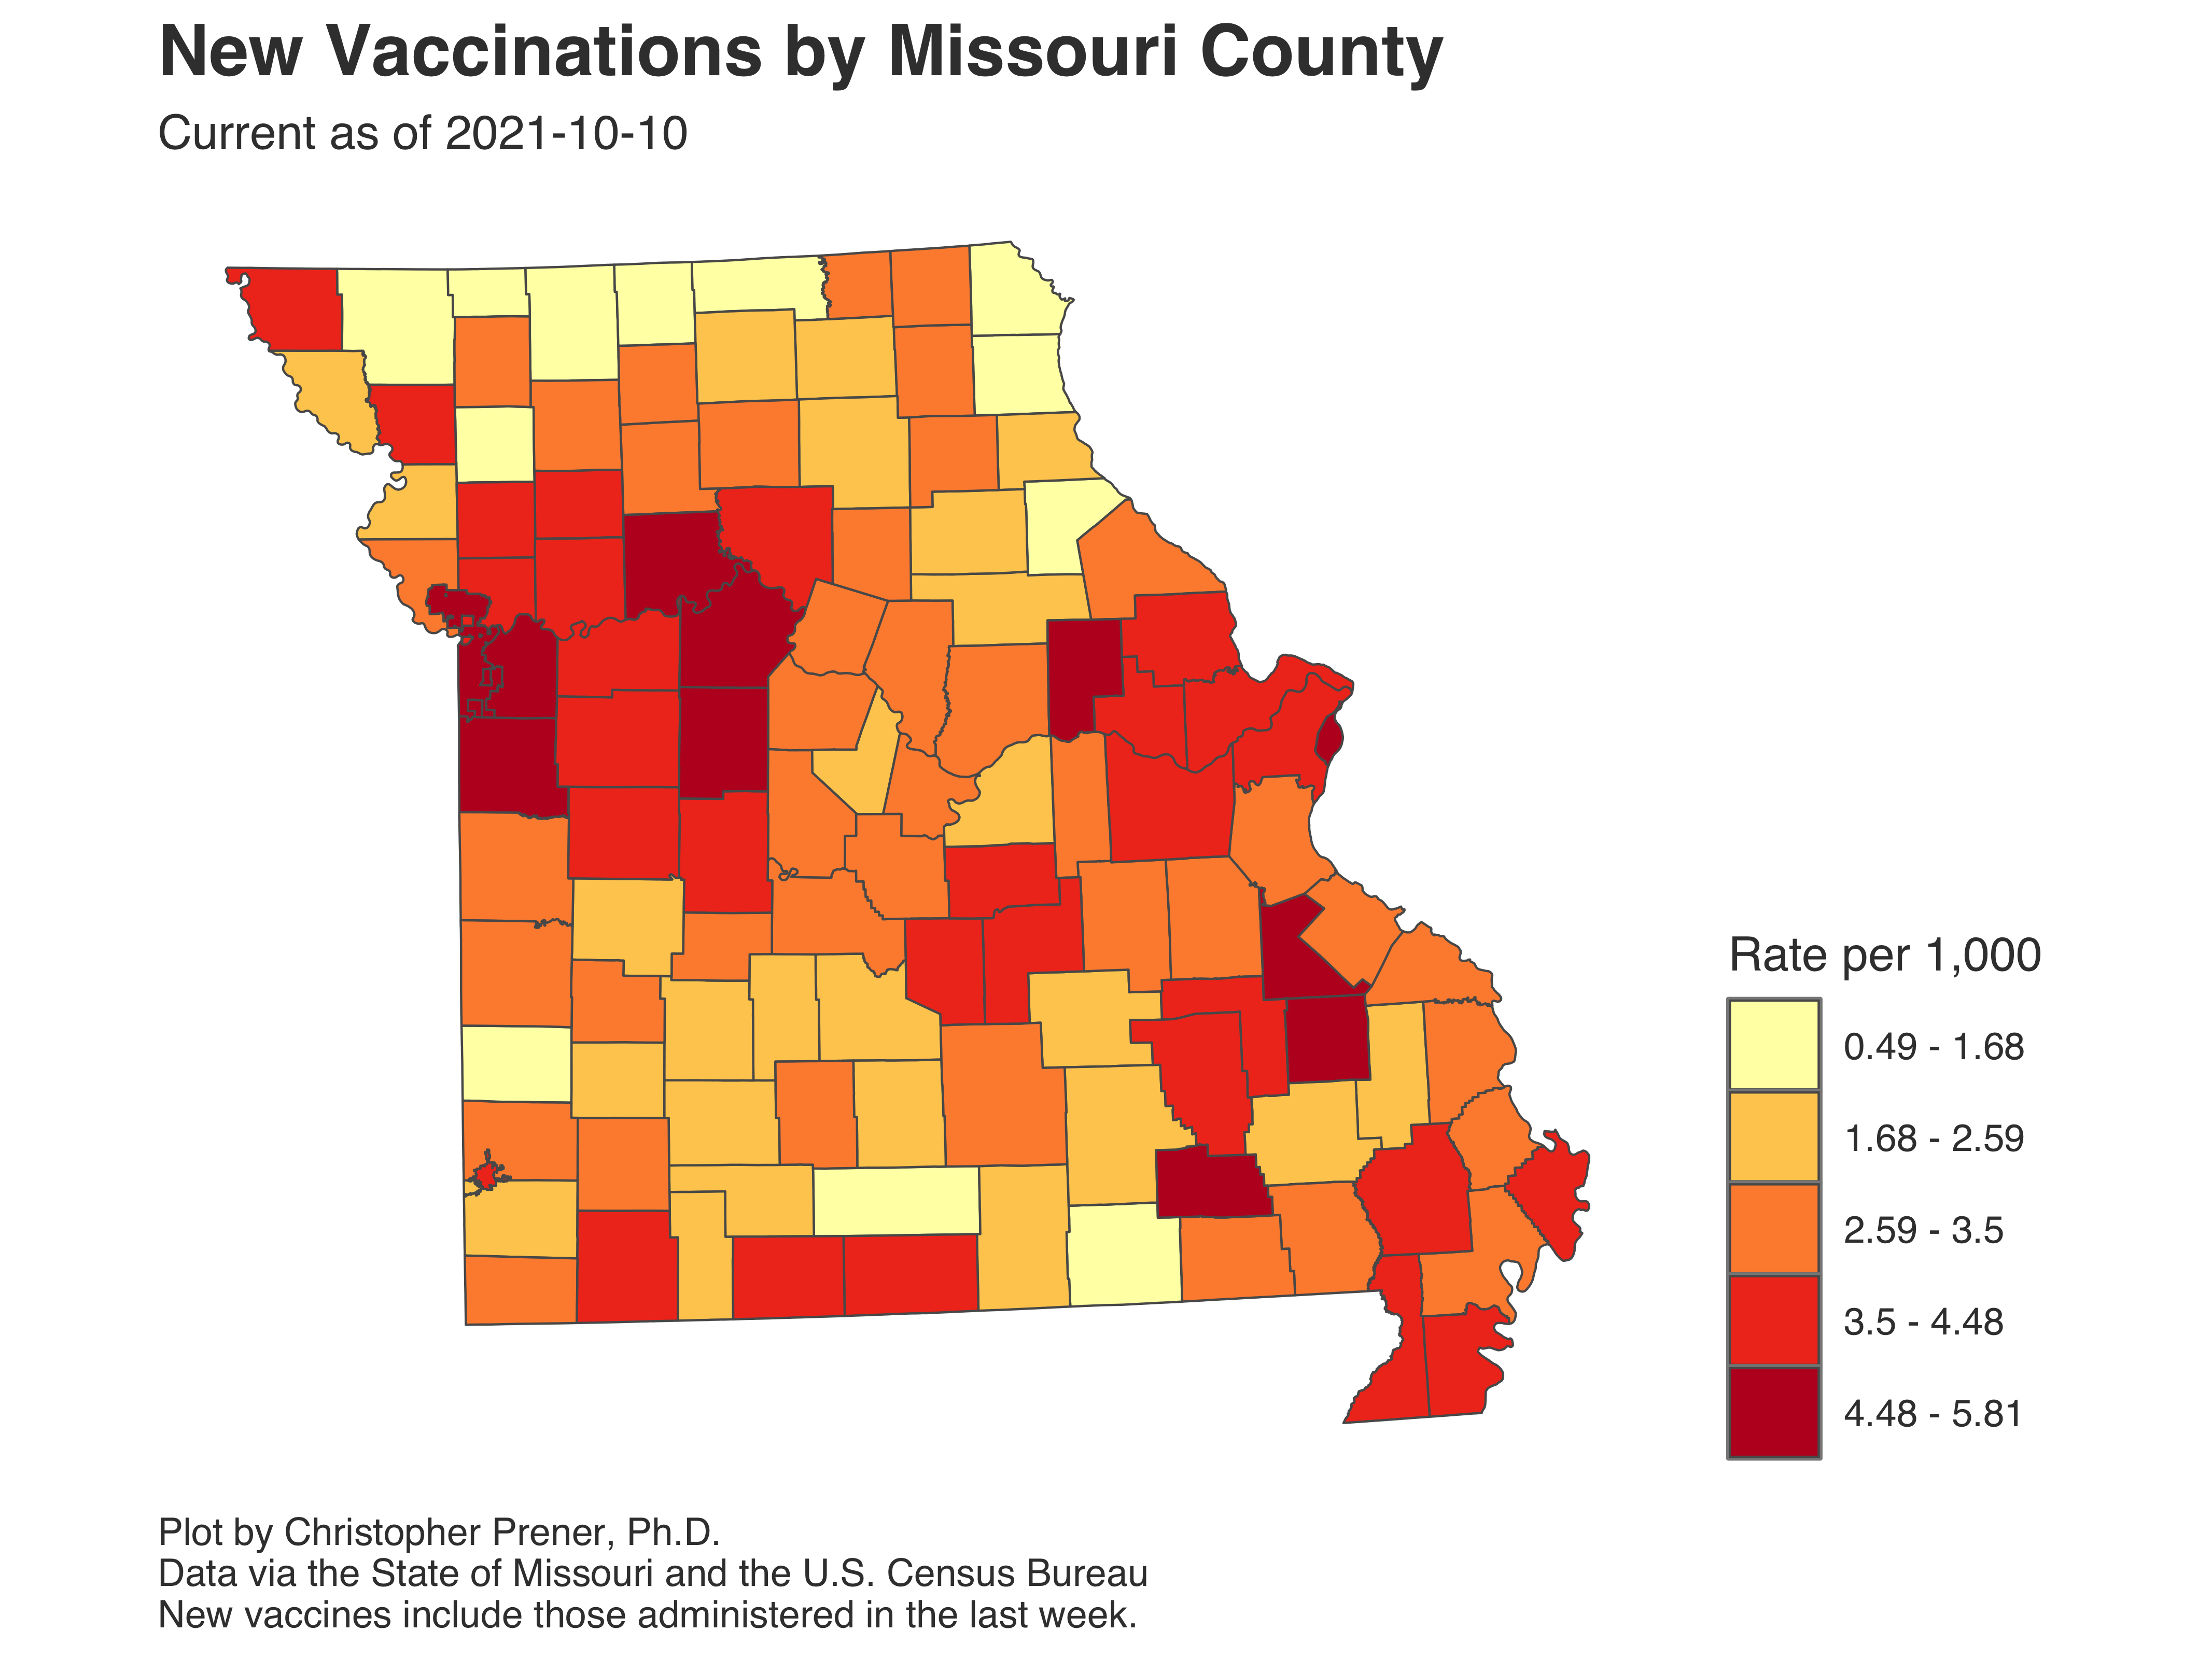 New Vaccinations by Missouri County
Current as of 2021-10-10
Rate per 1,000
0.49 - 1.68
1.68 - 2.59
2.59 - 3.5
3.5 - 4.48
4.48 - 5.81
Plot by Christopher Prener, Ph.D.
Data via the State of Missouri and the U.S. Census Bureau
New vaccines include those administered in the last week.